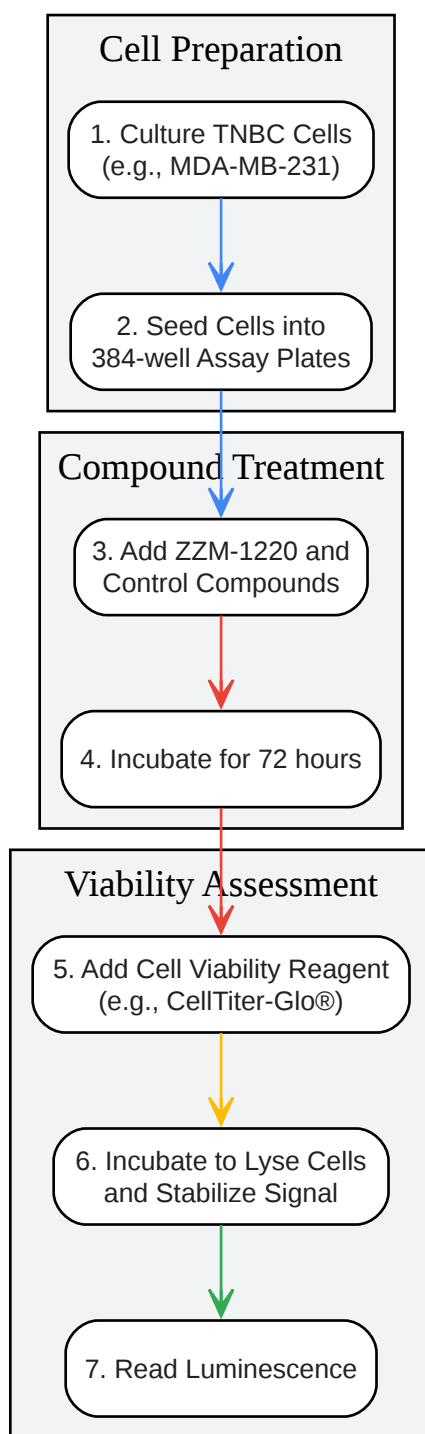 Cell Preparation
1. Culture TNBC Cells
(e.g., MDA-MB-231)
2. Seed Cells into
384-well Assay Plates
Compound Treatment
3. Add ZZM-1220 and
Control Compounds
4. Incubate for 72 hours
Viability Assessment
5. Add Cell Viability Reagent
(e.g., CellTiter-Glo®)
6. Incubate to Lyse Cells
and Stabilize Signal
7. Read Luminescence